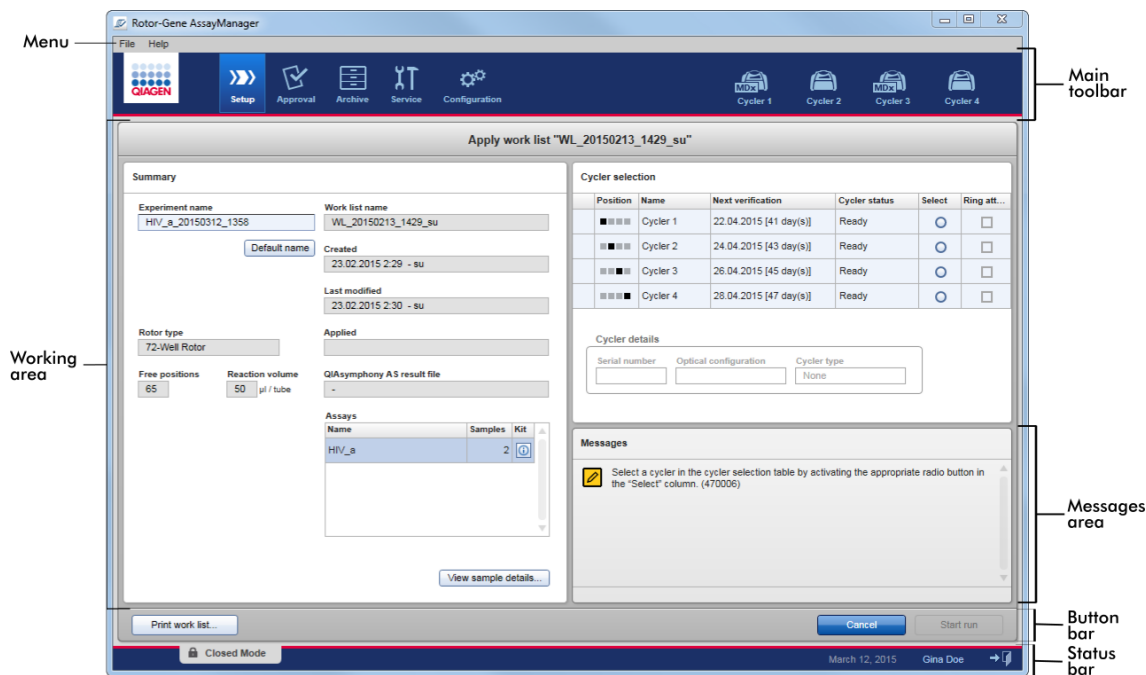 Rotor-Gene AssayManager
Menu
File Help
QIAGEN
Setup
Approval
Archive
Service
Configuration
MDx
Cycler 1
Cycler 2
MDx
Cycler 3
Cycler 4
Main
toolbar
Apply work list "WL_20150213_1429_su"
Working
area
Summary
Experiment name
HIV_a_20150312_1358
Default name
Work list name
WL_20150213_1429_su
Created
23.02.2015 2:29 - su
Last modified
23.02.2015 2:30 - su
Rotor type
72-Well Rotor
Applied
Free positions
65
Reaction volume
50 µl / tube
QIAsymphony AS result file
-
Assays
Name Samples Kit
HIV_a 2
View sample details...
Cycler selection
Position Name Next verification Cycler status Select Ring att...
Cycler 1 22.04.2015 [41 day(s)] Ready
Cycler 2 24.04.2015 [43 day(s)] Ready
Cycler 3 26.04.2015 [45 day(s)] Ready
Cycler 4 28.04.2015 [47 day(s)] Ready
Cycler details
Serial number Optical configuration Cycler type
None
Messages
Select a cycler in the cycler selection table by activating the appropriate radio button in
the "Select" column. (470006)
Messages
area
Print work list...
Cancel
Start run
Button
bar
Closed Mode
March 12, 2015
Gina Doe
Status
bar